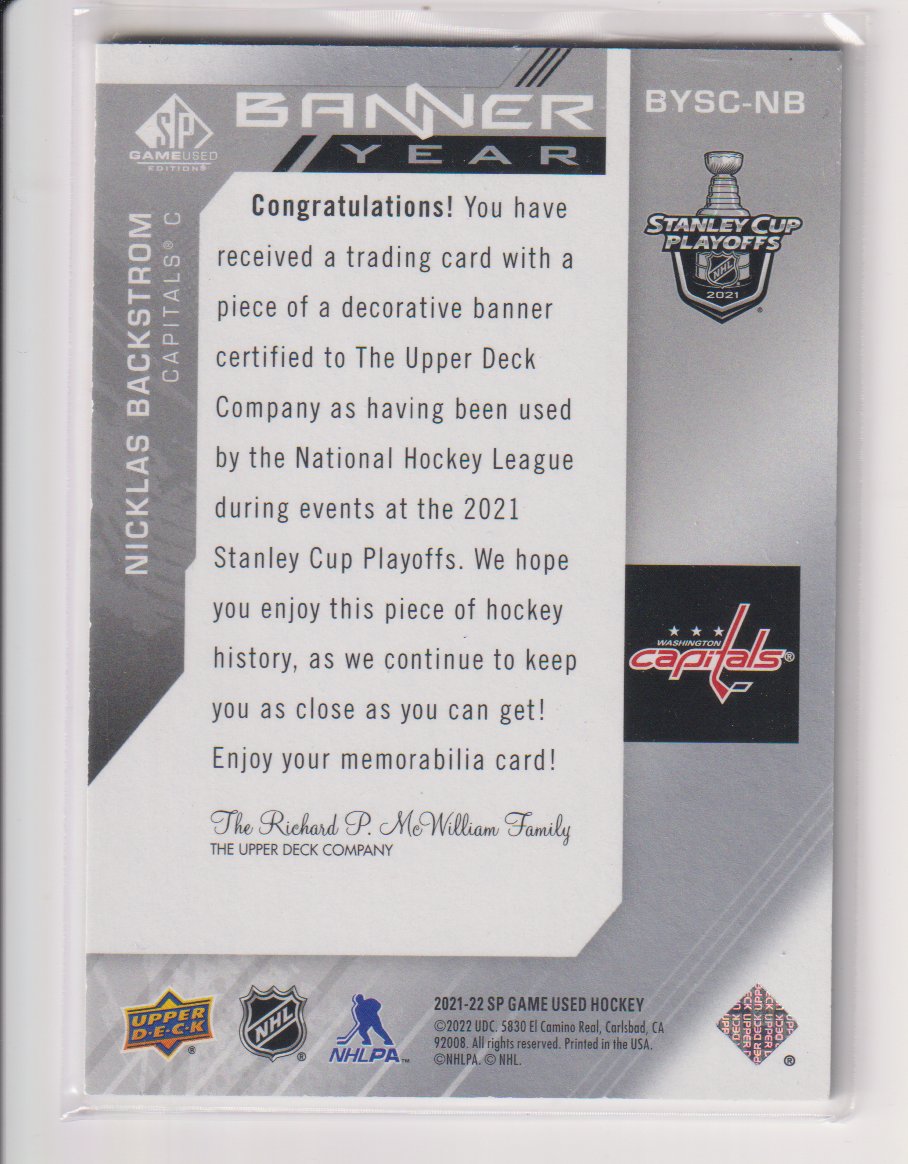 SP
GAMEUSED
EDITION®
BANNER
YEAR
BYSC-NB
STANLEY CUP
PLAYOFFS
NHL
2021
NICKLAS BACKSTROM
CAPITALS® C
Congratulations! You have
received a trading card with a
piece of a decorative banner
certified to The Upper Deck
Company as having been used
by the National Hockey League
during events at the 2021
Stanley Cup Playoffs. We hope
you enjoy this piece of hockey
history, as we continue to keep
you as close as you can get!
Enjoy your memorabilia card!
WASHINGTON
capitals®
The Richard P. McWilliam Family
THE UPPER DECK COMPANY
UPPER
D·E·C·K
®
NHL
®
NHLPA™
2021-22 SP GAME USED HOCKEY
©2022 UDC. 5830 El Camino Real, Carlsbad, CA
92008. All rights reserved. Printed in the USA.
©NHLPA. © NHL.
®